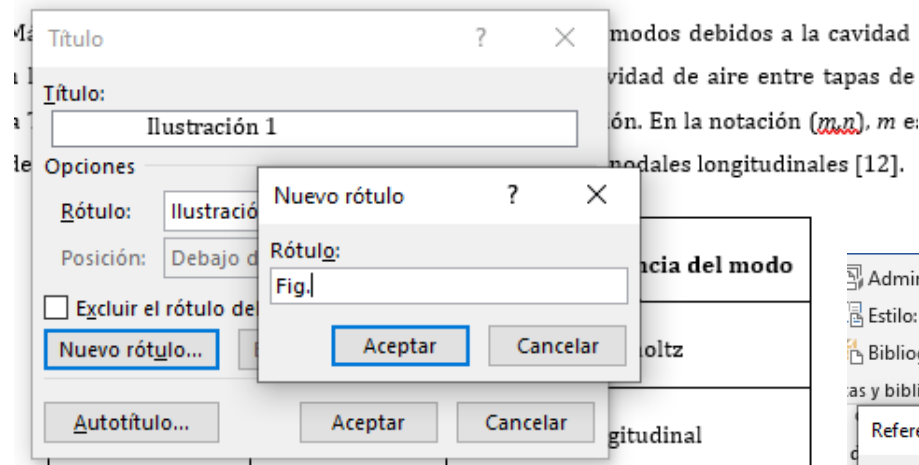 Título ? ×
Título:
Ilustración 1
Opciones
Rótulo: Ilustració
Posición: Debajo d
Excluir el rótulo del
Nuevo rótulo...
Autotítulo... Aceptar Cancelar
Nuevo rótulo ? ×
Rótulo:
Fig.
Aceptar Cancelar
modos debidos a la cavidad
vidad de aire entre tapas de
ón. En la notación (m,n), m es
nodales longitudinales [12].
ncia del modo
oltz
gitudinal
Admin
Estilo:
Bibliog
as y bibli
Refere